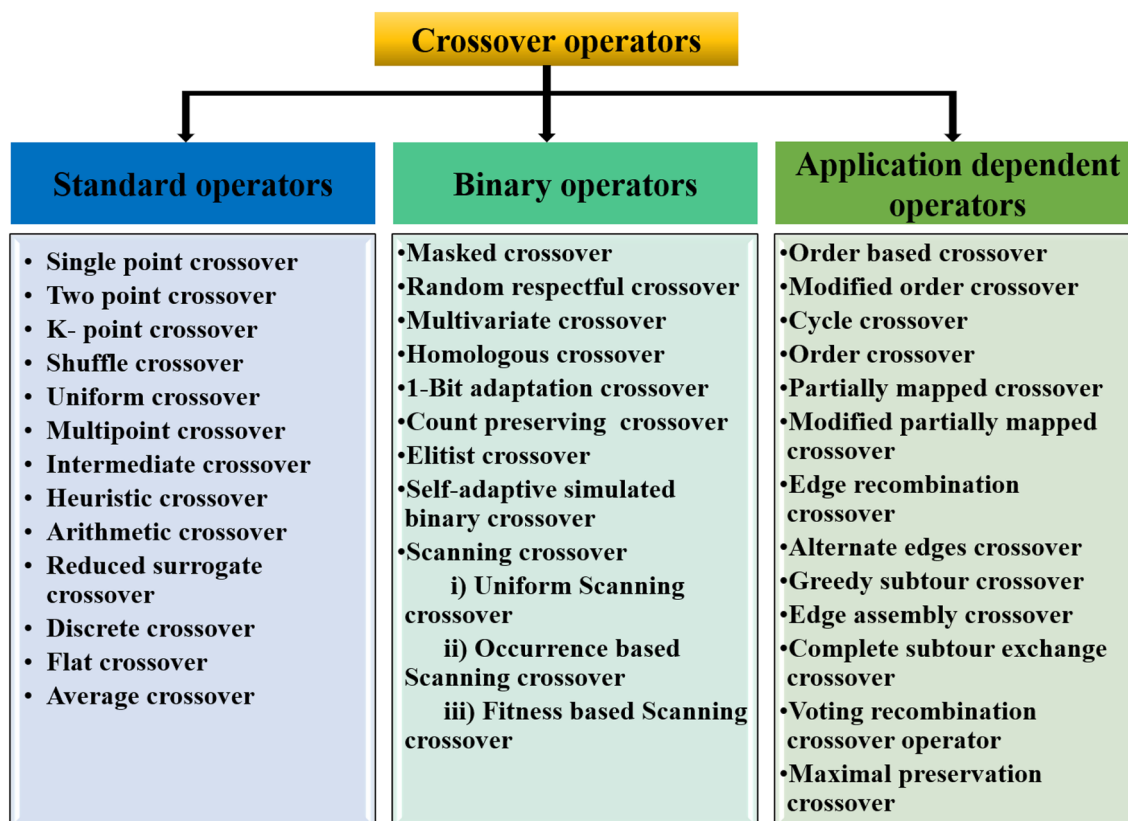 Crossover operators
Standard operators
• Single point crossover
• Two point crossover
• K- point crossover
• Shuffle crossover
• Uniform crossover
• Multipoint crossover
• Intermediate crossover
• Heuristic crossover
• Arithmetic crossover
• Reduced surrogate
crossover
• Discrete crossover
• Flat crossover
• Average crossover
Binary operators
•Masked crossover
•Random respectful crossover
•Multivariate crossover
•Homologous crossover
•1-Bit adaptation crossover
•Count preserving  crossover
•Elitist crossover
•Self-adaptive simulated
binary crossover
•Scanning crossover
i) Uniform Scanning
crossover
ii) Occurrence based
Scanning crossover
iii) Fitness based Scanning
crossover
Application dependent
operators
•Order based crossover
•Modified order crossover
•Cycle crossover
•Order crossover
•Partially mapped crossover
•Modified partially mapped
crossover
•Edge recombination
crossover
•Alternate edges crossover
•Greedy subtour crossover
•Edge assembly crossover
•Complete subtour exchange
crossover
•Voting recombination
crossover operator
•Maximal preservation
crossover